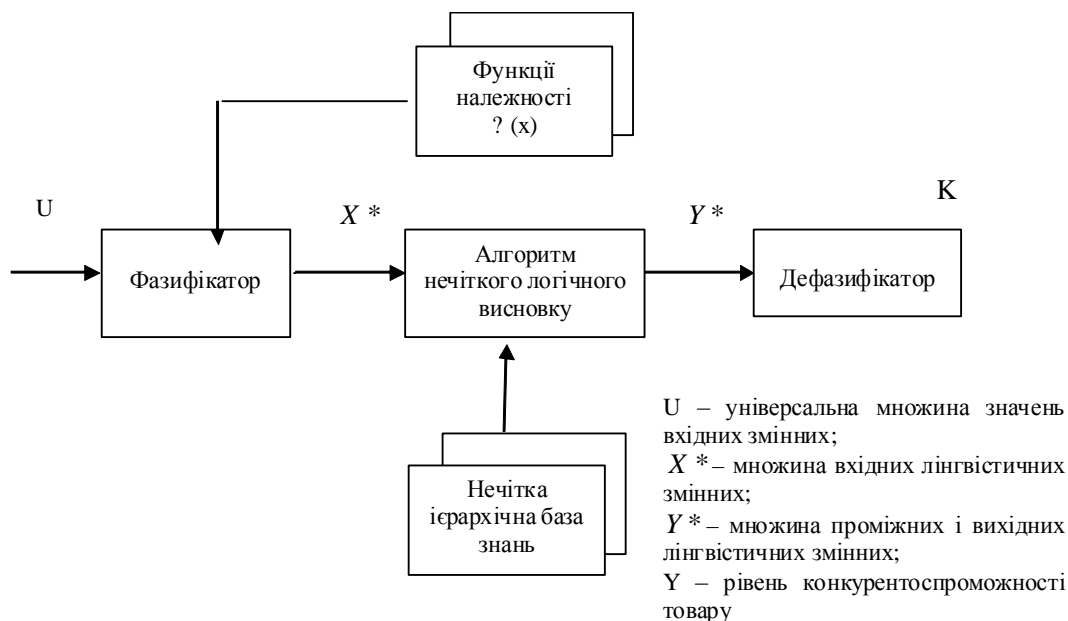 Функції
належності
? (x)
U
X *
Y *
K
Фазифікатор
Алгоритм
нечіткого логічного
висновку
Дефазифікатор
Нечітка
ієрархічна база
знань
U – універсальна множина значень
вхідних змінних;
X * – множина вхідних лінгвістичних
змінних;
Y * – множина проміжних і вихідних
лінгвістичних змінних;
Y – рівень конкурентоспроможності
товару